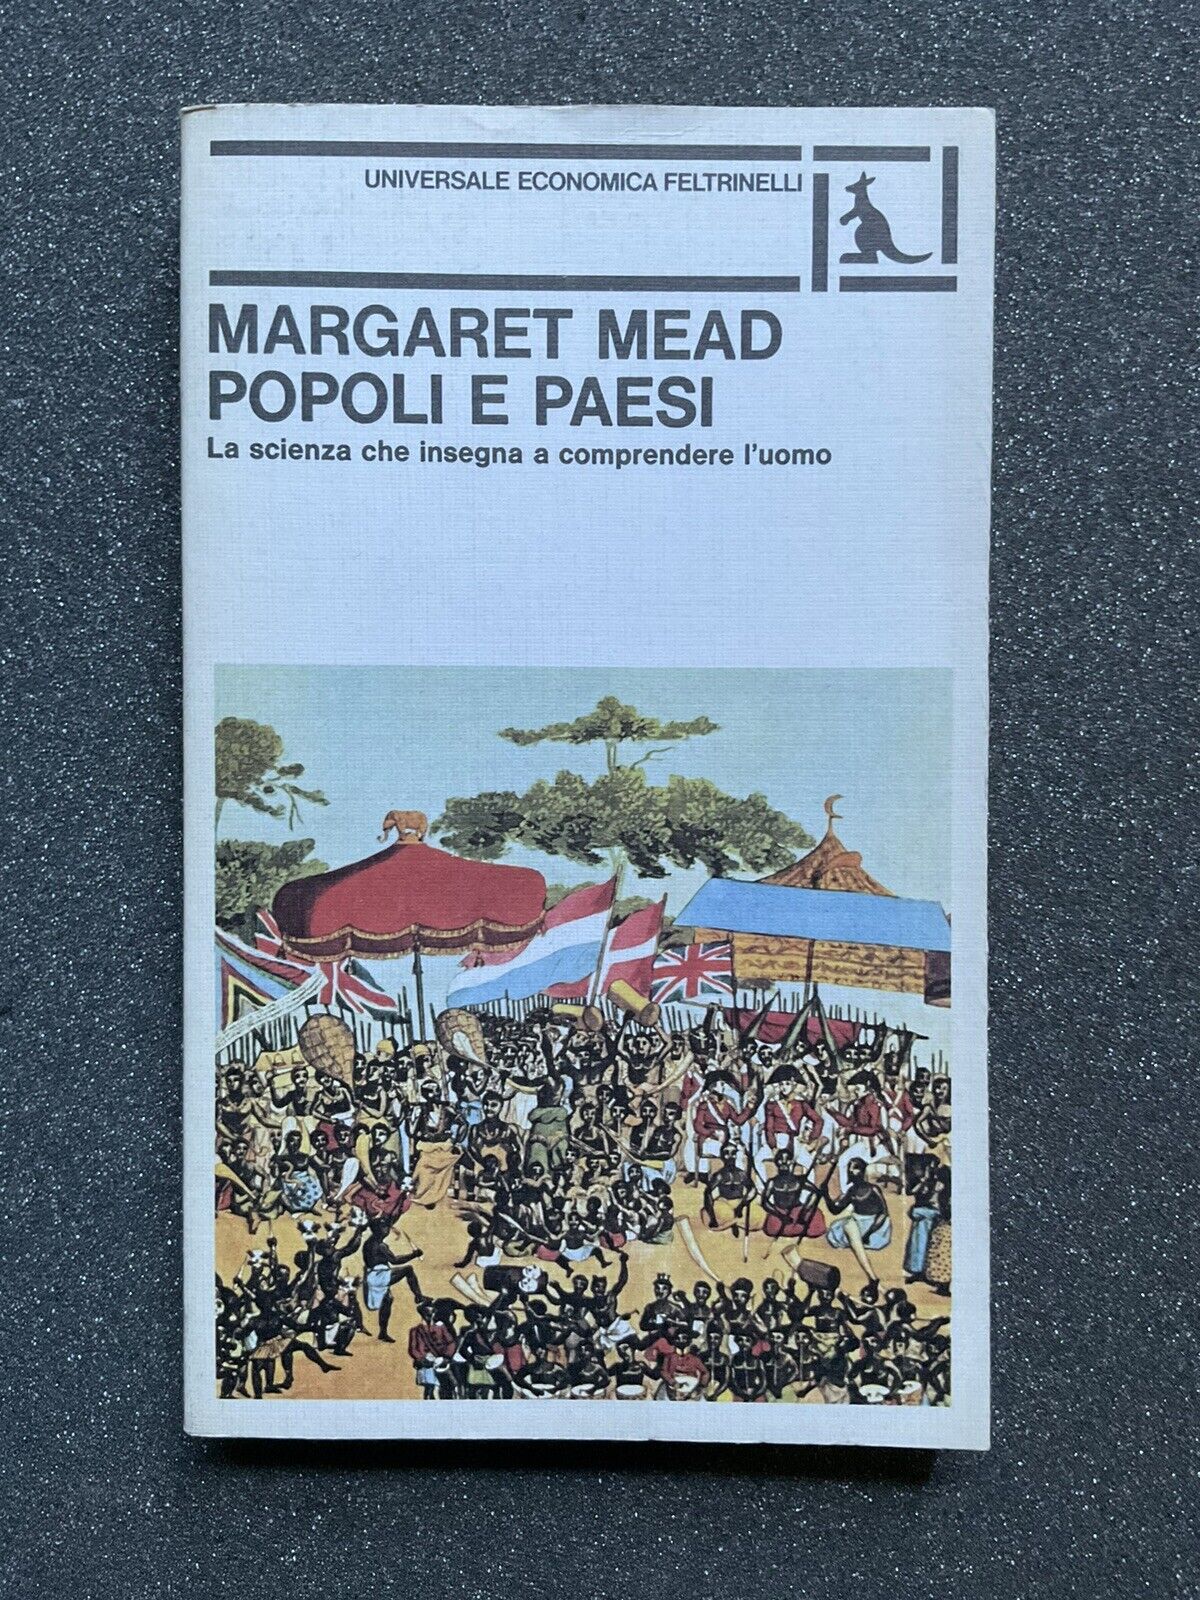 UNIVERSALE ECONOMICA FELTRINELLI
MARGARET MEAD
POPOLI E PAESI
La scienza che insegna a comprendere l'uomo